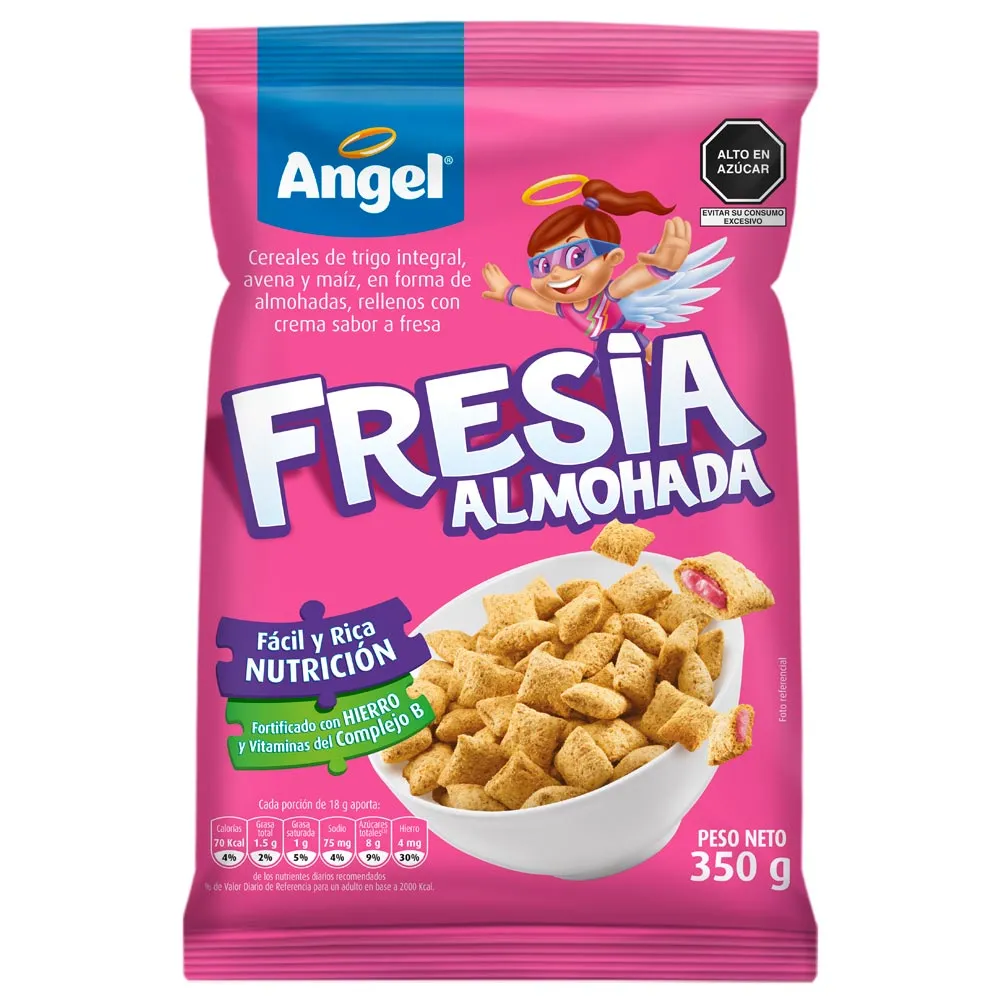 Angel®
ALTO EN
AZÚCAR
EVITAR SU CONSUMO
EXCESIVO
Cereales de trigo integral,
avena y maíz, en forma de
almohadas, rellenos con
crema sabor a fresa
FRESIA
ALMOHADA
Fácil y Rica
NUTRICIÓN
Fortificado con HIERRO
y Vitaminas del Complejo B
Foto referencial
Cada porción de 18 g aporta:
Calorías 70 Kcal 4%
Grasa total 1.5 g 2%
Grasa saturada 1 g 5%
Sodio 75 mg 4%
Azúcares totales 8 g 9%
Hierro 4 mg 30%
de los nutrientes diarios recomendados
% de Valor Diario de Referencia para un adulto en base a 2000 Kcal.
PESO NETO
350 g